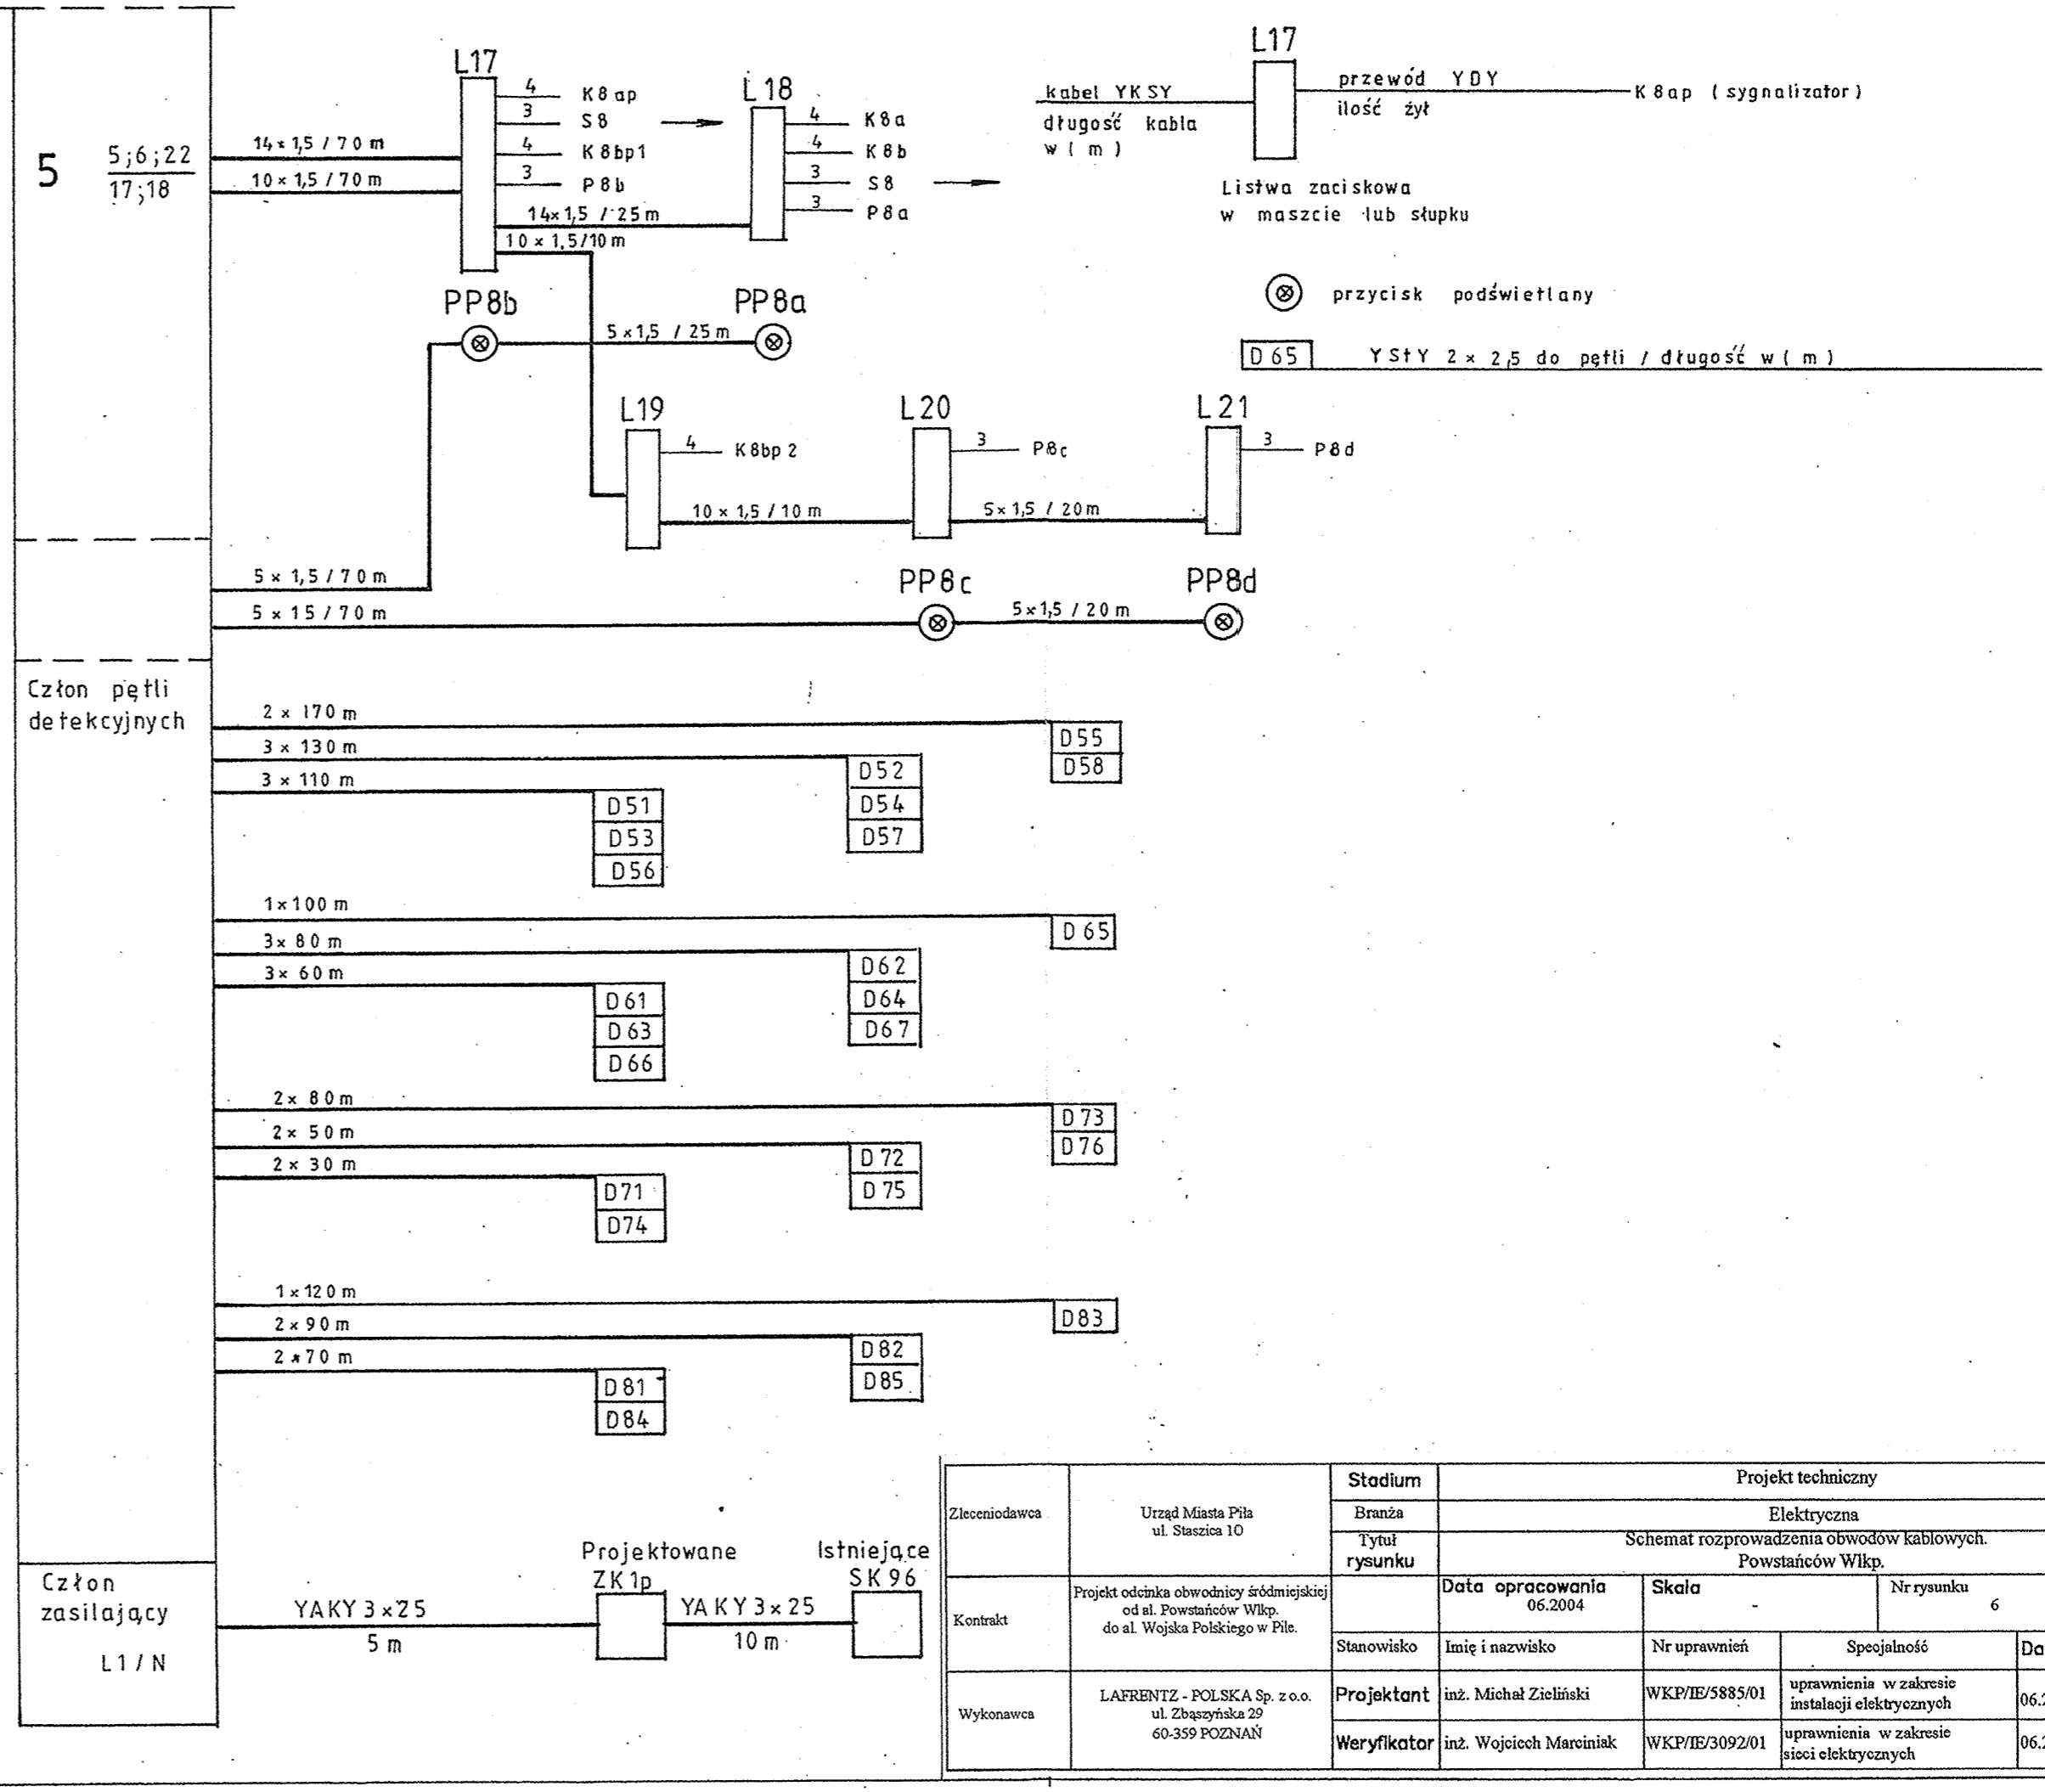 5
5;6;22
17;18
14×1,5 / 70 m
10×1,5/70 m
L17
4 K8ap
3 S8
4 K8bp1
3 P8b
14×1,5 / 25 m
10×1,5/10 m
L18
4 K8a
4 K8b
3 S8
3 P8a
L17
kabel YKSY
długość kabla
w ( m )
przewód YDY
ilość żył
K8ap ( sygnalizator )
Listwa zaciskowa
w maszcie lub słupku
przycisk podświetlany
D65 YStY 2 × 2,5 do pętli / długość w ( m )
PP8b
PP8a
5×1,5 / 25 m
L19
4 K8bp2
L20
3 P8c
L21
3 P8d
10×1,5 / 10 m
5×1,5 / 20m
5 × 1,5 / 70 m
5 × 15 / 70 m
PP8c
PP8d
5×1,5 / 20 m
Człon pętli
detekcyjnych
2 × 170 m
D55
D58
3 × 130 m
D52
D54
D57
3 × 110 m
D51
D53
D56
1×100 m
D65
3× 80 m
D62
D64
D67
3× 60 m
D61
D63
D66
2× 80 m
D73
D76
2× 50 m
D72
D75
2× 30 m
D71
D74
1×120 m
D83
2×90 m
D82
D85
2×70 m
D81
D84
Człon
zasilający
L1/N
YAKY 3×25
5 m
Projektowane
ZK1p
YAKY 3×25
10 m
Istniejące
SK96
Zleceniodawca
Urząd Miasta Piła
ul. Staszica 10
Stadium
Projekt techniczny
Branża
Elektryczna
Tytuł
rysunku
Schemat rozprowadzenia obwodów kablowych.
Powstańców Wlkp.
Kontrakt
Projekt odcinka obwodnicy śródmiejskiej
od al. Powstańców Wlkp.
do al. Wojska Polskiego w Pile.
Data opracowania
06.2004
Skala
-
Nr rysunku
6
Stanowisko
Imię i nazwisko
Nr uprawnień
Specjalność
Da
Wykonawca
LAFRENTZ - POLSKA Sp. z o.o.
ul. Zbąszyńska 29
60-359 POZNAŃ
Projektant
inż. Michał Zieliński
WKP/IE/5885/01
uprawnienia w zakresie
instalacji elektrycznych
06.2
Weryfikator
inż. Wojciech Marciniak
WKP/IE/3092/01
uprawnienia w zakresie
sieci elektrycznych
06.2